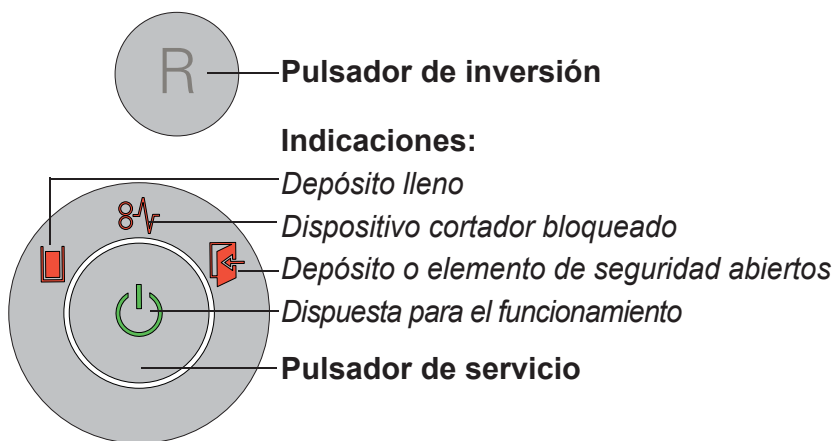 R
Pulsador de inversión
Indicaciones:
Depósito lleno
Dispositivo cortador bloqueado
Depósito o elemento de seguridad abiertos
Dispuesta para el funcionamiento
Pulsador de servicio